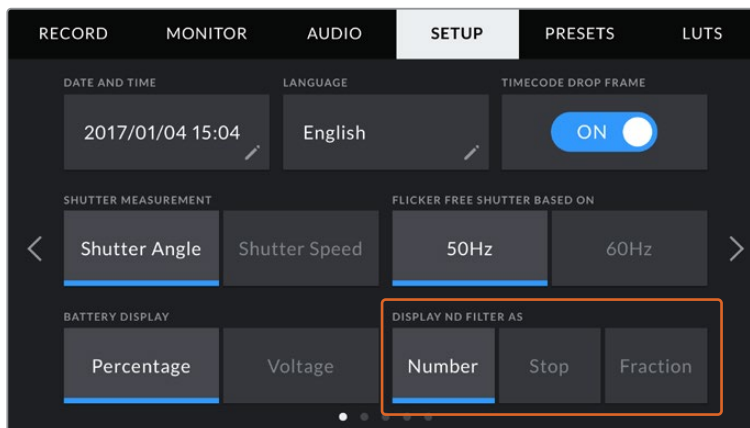 RECORD MONITOR AUDIO SETUP PRESETS LUTS
DATE AND TIME LANGUAGE TIMECODE DROP FRAME
2017/01/04 15:04 English ON
SHUTTER MEASUREMENT FLICKER FREE SHUTTER BASED ON
Shutter Angle Shutter Speed 50Hz 60Hz
BATTERY DISPLAY DISPLAY ND FILTER AS
Percentage Voltage Number Stop Fraction